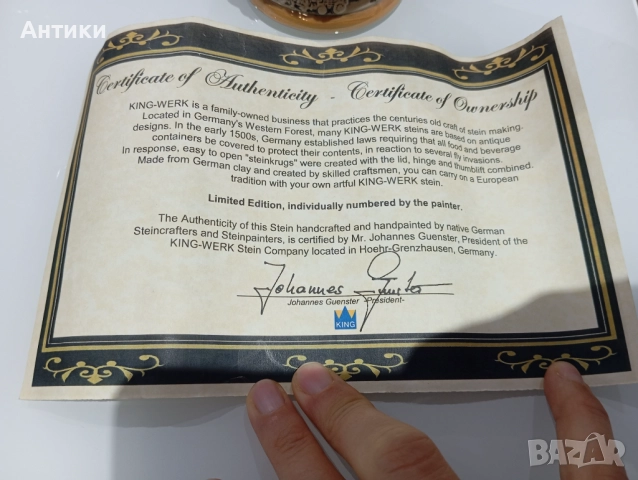 Антики
Certificate of Authenticity - Certificate of Ownership
KING-WERK is a family-owned business that practices the centuries old craft of stein making.
Located in Germany's Western Forest, many KING-WERK steins are based on antique
designs. In the early 1500s, Germany established laws requiring that all food and beverage
containers be covered to protect their contents, in reaction to several fly invasions.
In response, easy to open "steinkrugs" were created with the lid, hinge and thumblift combined.
Made from German clay and created by skilled craftsmen, you can carry on a European
tradition with your own artful KING-WERK stein.
Limited Edition, individually numbered by the painter.
The Authenticity of this Stein handcrafted and handpainted by native German
Steincrafters and Steinpainters, is certified by Mr. Johannes Guenster, President of the
KING-WERK Stein Company located in Hoehr-Grenzhausen, Germany.
Johannes Guenster
Johannes Guenster -President-
KING
BAZAR